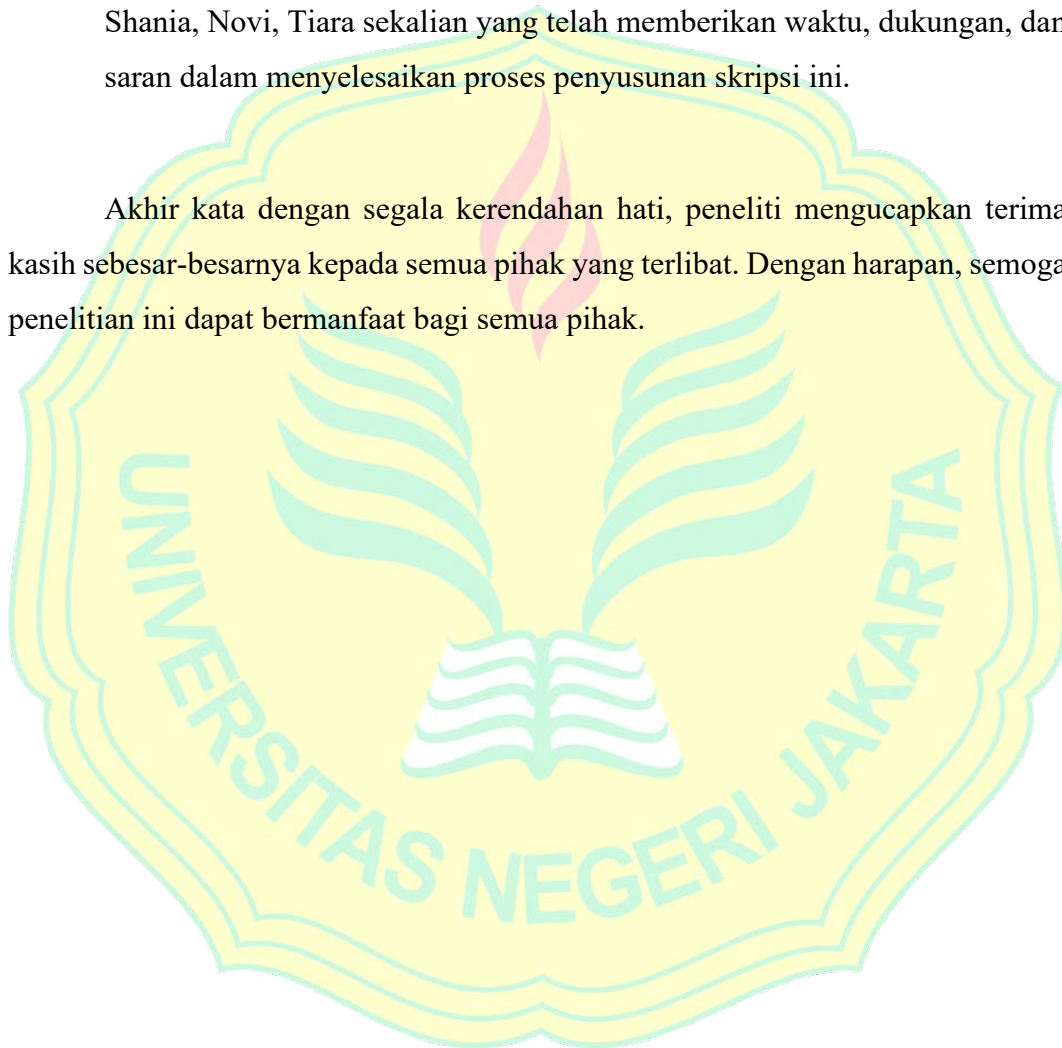 Shania, Novi, Tiara sekalian yang telah memberikan waktu, dukungan, dan
saran dalam menyelesaikan proses penyusunan skripsi ini.
Akhir kata dengan segala kerendahan hati, peneliti mengucapkan terima
kasih sebesar-besarnya kepada semua pihak yang terlibat. Dengan harapan, semoga
penelitian ini dapat bermanfaat bagi semua pihak.
UNIVERSITAS NEGERI JAKARTA